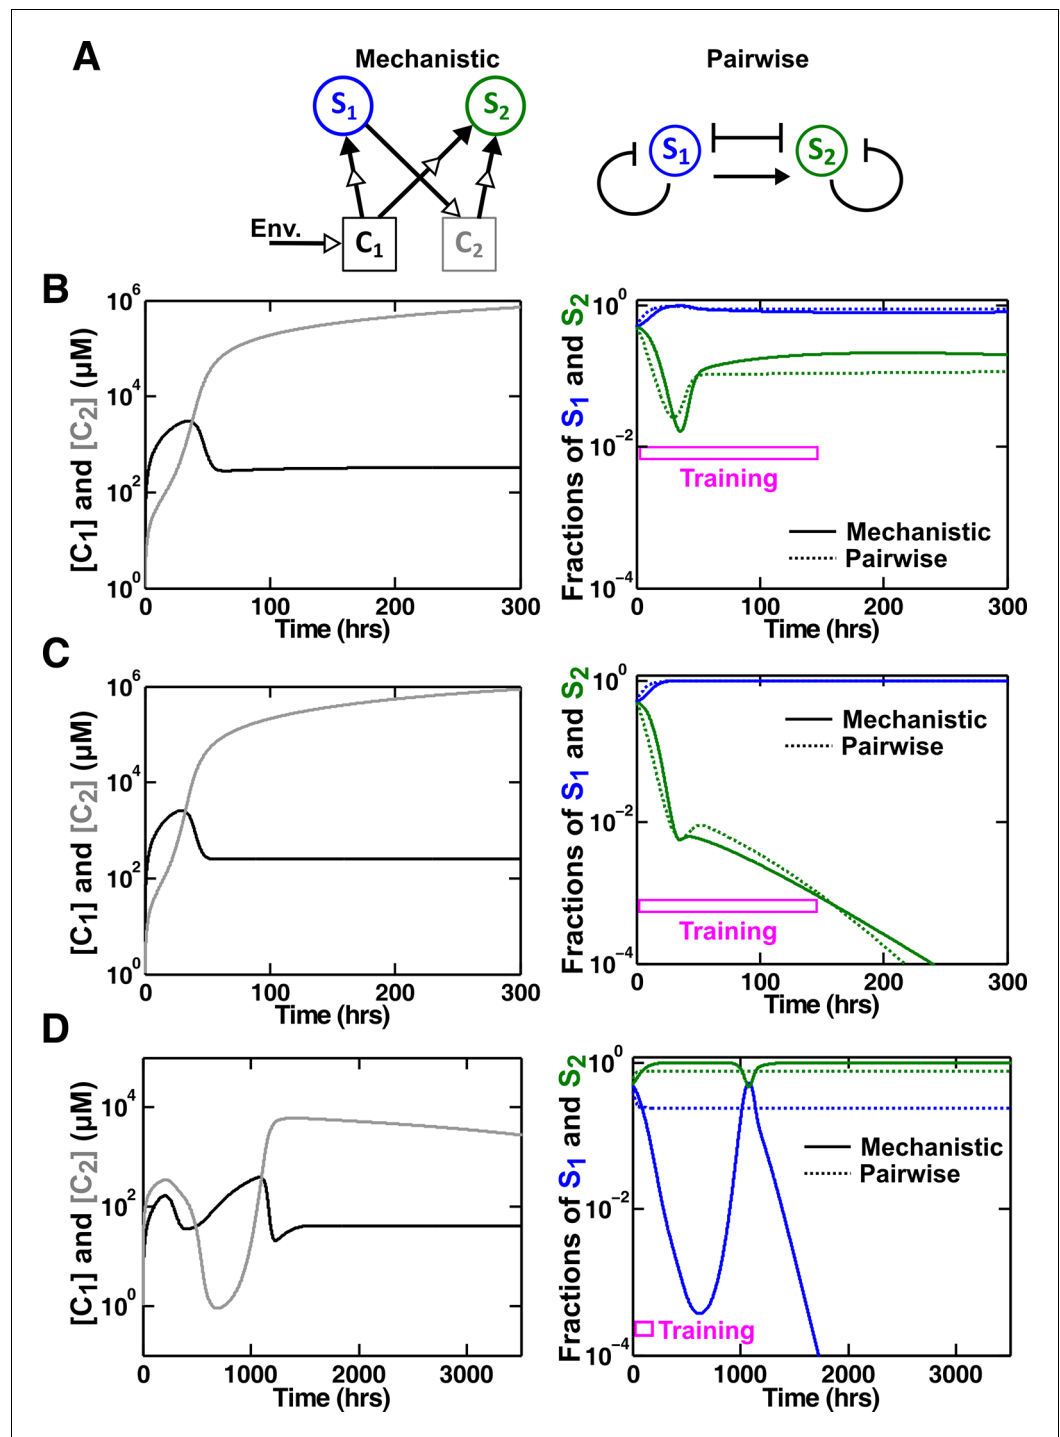 A
Mechanistic
Pairwise
S1
S2
S1
S2
Env.
C1
C2
B
[C1] and [C2] (µM)
10^6
10^4
10^2
10^0
0
100
200
300
Time (hrs)
Fractions of S1 and S2
10^0
10^-2
10^-4
Training
Mechanistic
Pairwise
0
100
200
300
Time (hrs)
C
[C1] and [C2] (µM)
10^6
10^4
10^2
10^0
0
100
200
300
Time (hrs)
Fractions of S1 and S2
10^0
10^-2
10^-4
Mechanistic
Pairwise
Training
0
100
200
300
Time (hrs)
D
[C1] and [C2] (µM)
10^4
10^2
10^0
0
1000
2000
3000
Time (hrs)
Fractions of S1 and S2
10^0
10^-2
10^-4
Mechanistic
Pairwise
Training
0
1000
2000
3000
Time (hrs)